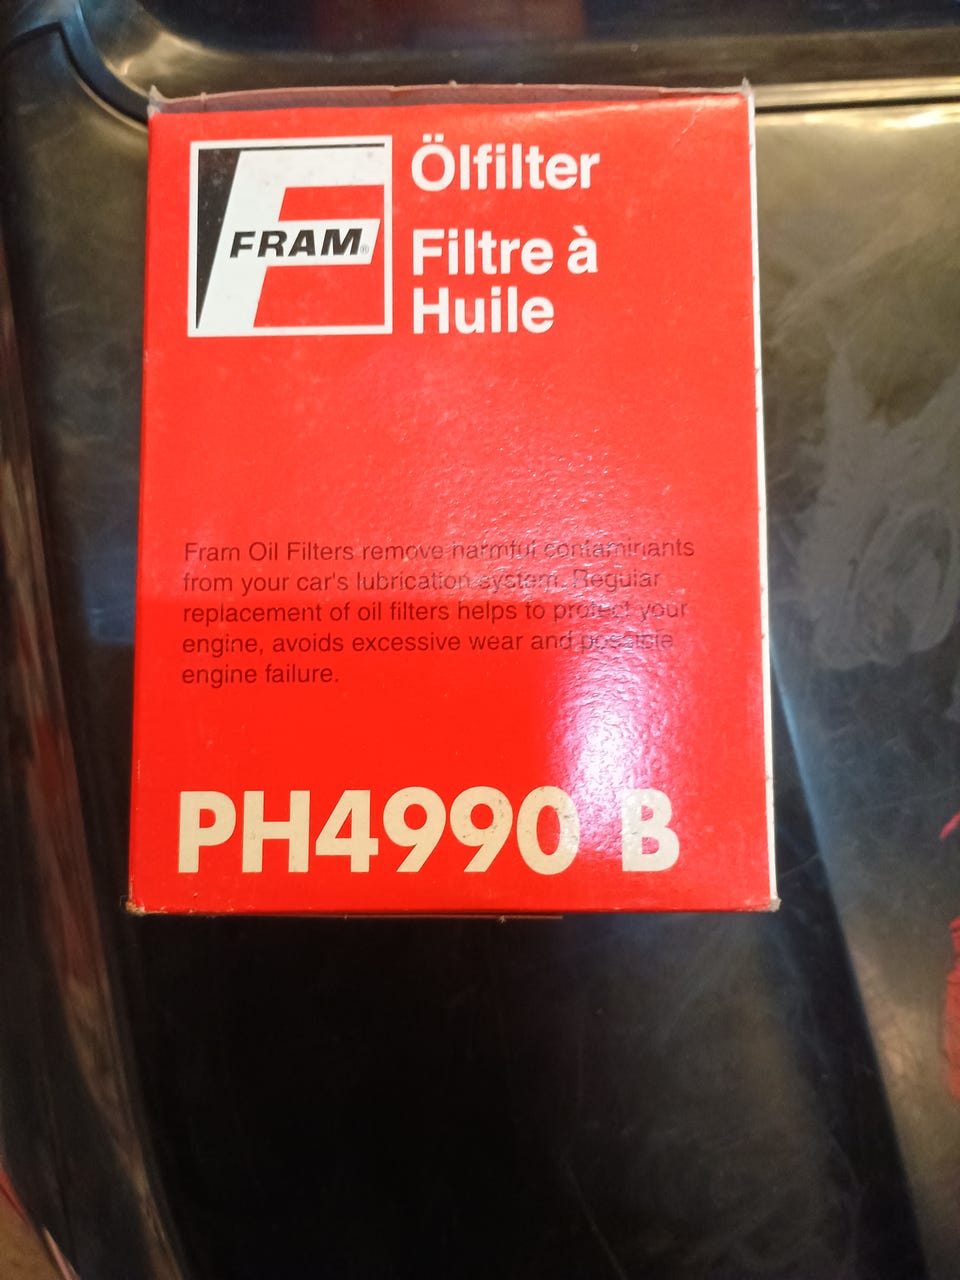 FRAM®
Ölfilter
Filtre à
Huile
Fram Oil Filters remove harmful contaminants
from your car's lubrication system. Regular
replacement of oil filters helps to protect your
engine, avoids excessive wear and possible
engine failure.
PH4990 B